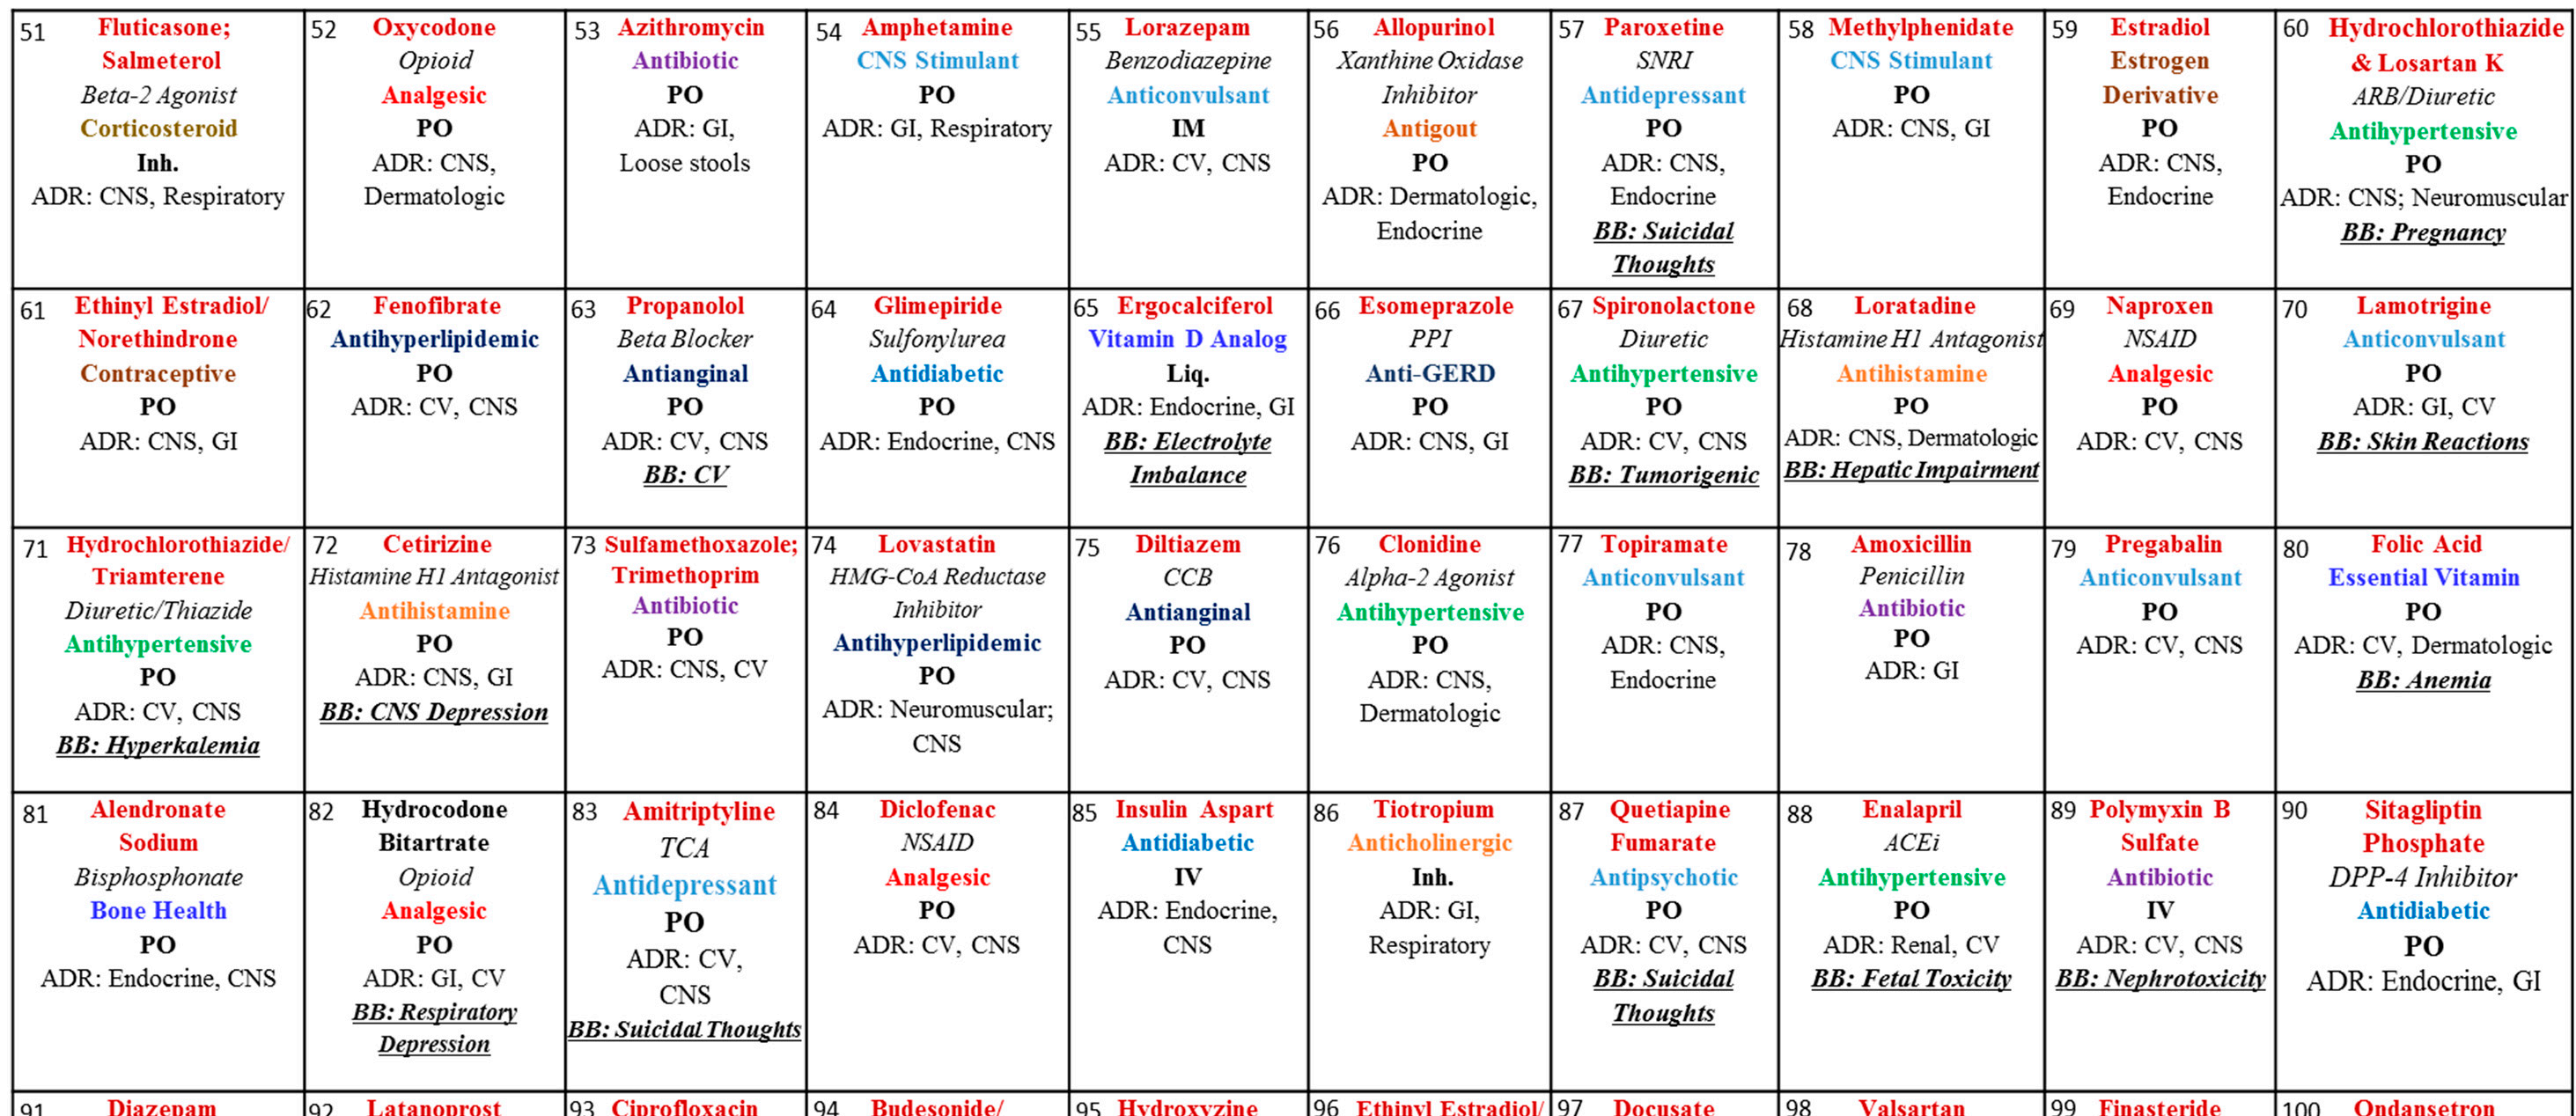 51 Fluticasone;
Salmeterol
Beta-2 Agonist
Corticosteroid
Inh.
ADR: CNS, Respiratory
52 Oxycodone
Opioid
Analgesic
PO
ADR: CNS,
Dermatologic
53 Azithromycin
Antibiotic
PO
ADR: GI,
Loose stools
54 Amphetamine
CNS Stimulant
PO
ADR: GI, Respiratory
55 Lorazepam
Benzodiazepine
Anticonvulsant
IM
ADR: CV, CNS
56 Allopurinol
Xanthine Oxidase
Inhibitor
Antigout
PO
ADR: Dermatologic,
Endocrine
57 Paroxetine
SNRI
Antidepressant
PO
ADR: CNS,
Endocrine
BB: Suicidal
Thoughts
58 Methylphenidate
CNS Stimulant
PO
ADR: CNS, GI
59 Estradiol
Estrogen
Derivative
PO
ADR: CNS,
Endocrine
60 Hydrochlorothiazide
& Losartan K
ARB/Diuretic
Antihypertensive
PO
ADR: CNS; Neuromuscular
BB: Pregnancy
61 Ethinyl Estradiol/
Norethindrone
Contraceptive
PO
ADR: CNS, GI
62 Fenofibrate
Antihyperlipidemic
PO
ADR: CV, CNS
63 Propanolol
Beta Blocker
Antianginal
PO
ADR: CV, CNS
BB: CV
64 Glimepiride
Sulfonylurea
Antidiabetic
PO
ADR: Endocrine, CNS
65 Ergocalciferol
Vitamin D Analog
Liq.
ADR: Endocrine, GI
BB: Electrolyte
Imbalance
66 Esomeprazole
PPI
Anti-GERD
PO
ADR: CNS, GI
67 Spironolactone
Diuretic
Antihypertensive
PO
ADR: CV, CNS
BB: Tumorigenic
68 Loratadine
Histamine H1 Antagonist
Antihistamine
PO
ADR: CNS, Dermatologic
BB: Hepatic Impairment
69 Naproxen
NSAID
Analgesic
PO
ADR: CV, CNS
70 Lamotrigine
Anticonvulsant
PO
ADR: GI, CV
BB: Skin Reactions
71 Hydrochlorothiazide/
Triamterene
Diuretic/Thiazide
Antihypertensive
PO
ADR: CV, CNS
BB: Hyperkalemia
72 Cetirizine
Histamine H1 Antagonist
Antihistamine
PO
ADR: CNS, GI
BB: CNS Depression
73 Sulfamethoxazole;
Trimethoprim
Antibiotic
PO
ADR: CNS, CV
74 Lovastatin
HMG-CoA Reductase
Inhibitor
Antihyperlipidemic
PO
ADR: Neuromuscular;
CNS
75 Diltiazem
CCB
Antianginal
PO
ADR: CV, CNS
76 Clonidine
Alpha-2 Agonist
Antihypertensive
PO
ADR: CNS,
Dermatologic
77 Topiramate
Anticonvulsant
PO
ADR: CNS,
Endocrine
78 Amoxicillin
Penicillin
Antibiotic
PO
ADR: GI
79 Pregabalin
Anticonvulsant
PO
ADR: CV, CNS
80 Folic Acid
Essential Vitamin
PO
ADR: CV, Dermatologic
BB: Anemia
81 Alendronate
Sodium
Bisphosphonate
Bone Health
PO
ADR: Endocrine, CNS
82 Hydrocodone
Bitartrate
Opioid
Analgesic
PO
ADR: GI, CV
BB: Respiratory
Depression
83 Amitriptyline
TCA
Antidepressant
PO
ADR: CV,
CNS
BB: Suicidal Thoughts
84 Diclofenac
NSAID
Analgesic
PO
ADR: CV, CNS
85 Insulin Aspart
Antidiabetic
IV
ADR: Endocrine,
CNS
86 Tiotropium
Anticholinergic
Inh.
ADR: GI,
Respiratory
87 Quetiapine
Fumarate
Antipsychotic
PO
ADR: CV, CNS
BB: Suicidal
Thoughts
88 Enalapril
ACEi
Antihypertensive
PO
ADR: Renal, CV
BB: Fetal Toxicity
89 Polymyxin B
Sulfate
Antibiotic
IV
ADR: CV, CNS
BB: Nephrotoxicity
90 Sitagliptin
Phosphate
DPP-4 Inhibitor
Antidiabetic
PO
ADR: Endocrine, GI
91 Diazepam
92 Latanoprost
93 Ciprofloxacin
94 Budesonide/
95 Hydroxyzine
96 Ethinyl Estradiol/
97 Docusate
98 Valsartan
99 Finasteride
100 Ondansetron